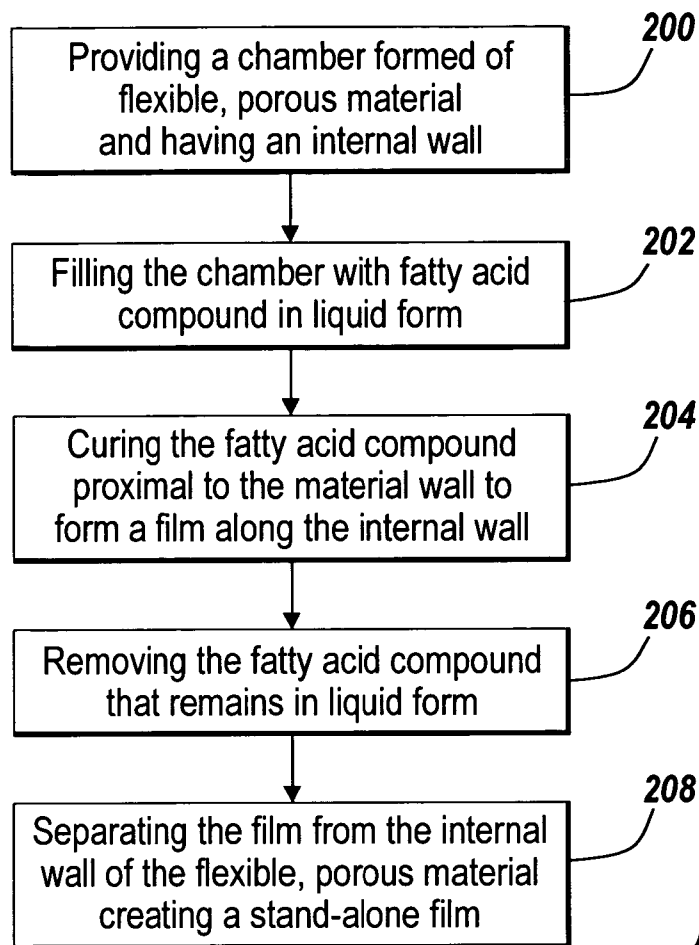 200
Providing a chamber formed of
flexible, porous material
and having an internal wall
202
Filling the chamber with fatty acid
compound in liquid form
204
Curing the fatty acid compound
proximal to the material wall to
form a film along the internal wall
206
Removing the fatty acid compound
that remains in liquid form
208
Separating the film from the internal
wall of the flexible, porous material
creating a stand-alone film